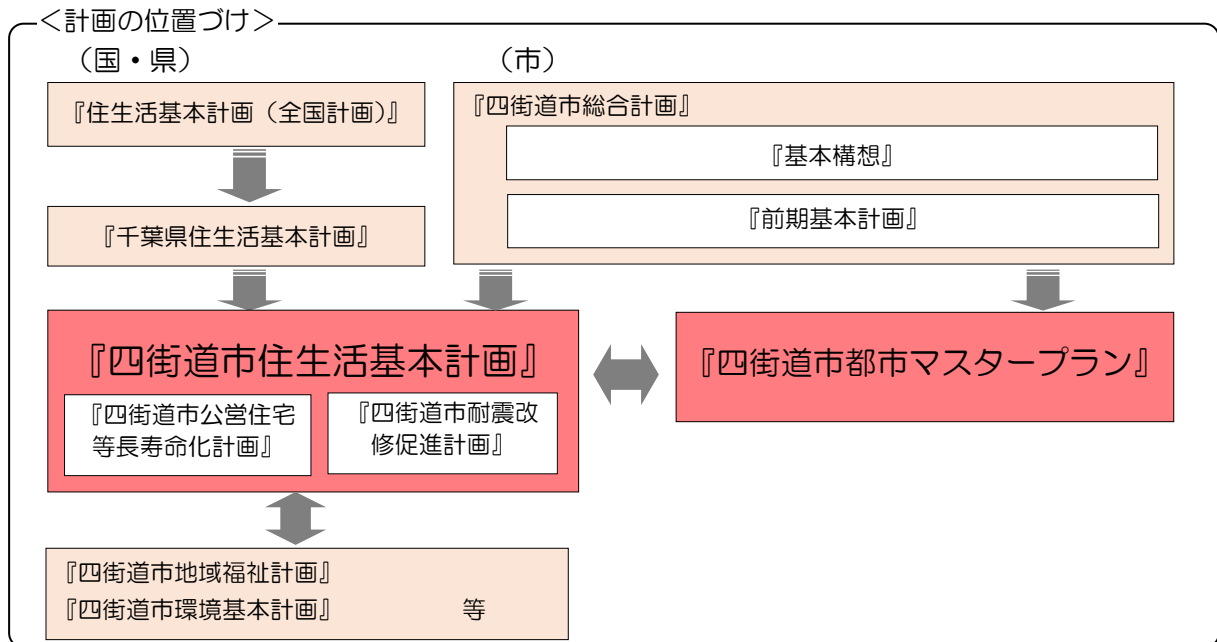 ＜計画の位置づけ＞
（国・県）
（市）
『住生活基本計画（全国計画）』
『四街道市総合計画』
『基本構想』
『前期基本計画』
『千葉県住生活基本計画』
『四街道市住生活基本計画』
『四街道市公営住宅
等長寿命化計画』
『四街道市耐震改
修促進計画』
『四街道市都市マスタープラン』
『四街道市地域福祉計画』
『四街道市環境基本計画』 等